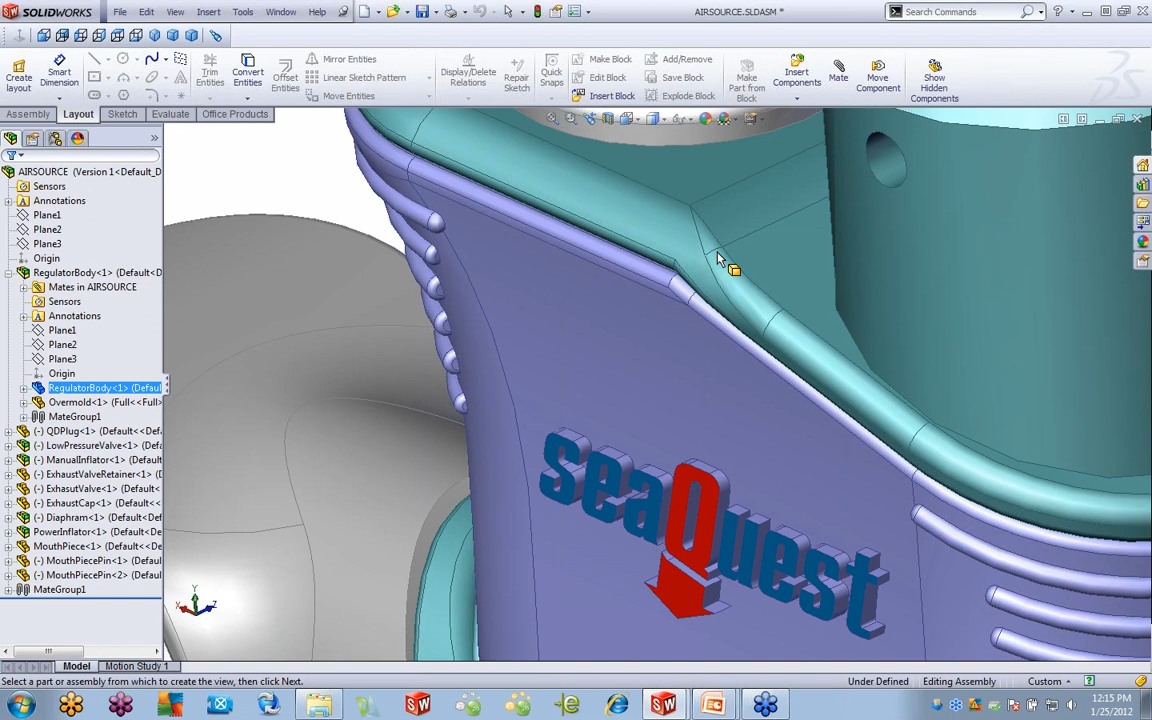 SOLIDWORKS File Edit View Insert Tools Window Help AIRSOURCE.SLDASM * Search Commands
Create Layout
Smart Dimension
Trim Entities
Convert Entities
Offset Entities
Mirror Entities
Linear Sketch Pattern
Move Entities
Display/Delete Relations
Repair Sketch
Quick Snaps
Make Block
Edit Block
Insert Block
Add/Remove
Save Block
Explode Block
Make Part from Block
Insert Components
Mate
Move Component
Show Hidden Components
Assembly Layout Sketch Evaluate Office Products
AIRSOURCE (Version 1<Default_D
Sensors
Annotations
Plane1
Plane2
Plane3
Origin
RegulatorBody<1> (Default<D
Mates in AIRSOURCE
Sensors
Annotations
Plane1
Plane2
Plane3
Origin
RegulatorBody<1> (Defaul
Overmold<1> (Full<<Full>
MateGroup1
(-) QDPlug<1> (Default<<Def
(-) LowPressureValve<1> (Def
(-) ManualInflator<1> (Defaul
(-) ExhaustValveRetainer<1> (D
(-) ExhasutValve<1> (Default<
(-) ExhaustCap<1> (Default<<
(-) Diaphram<1> (Default<Def
PowerInflator<1> (Default<De
MouthPiece<1> (Default<<Def
(-) MouthPiecePin<1> (Defaul
(-) MouthPiecePin<2> (Defaul
MateGroup1
seaQuest
Y
X
Z
Model Motion Study 1
Select a part or assembly from which to create the view, then click Next. Under Defined Editing Assembly Custom
12:15 PM
1/25/2012